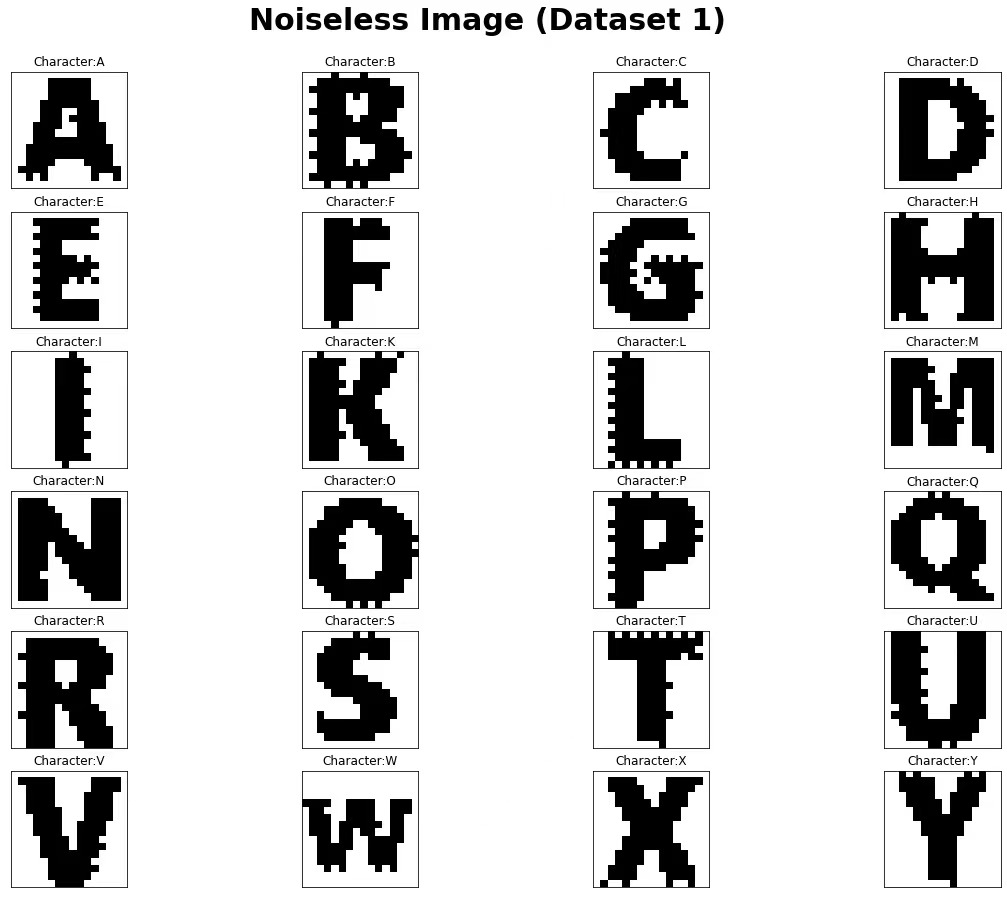 Noiseless Image (Dataset 1)
Character:A Character:B Character:C Character:D
A B C D
Character:E Character:F Character:G Character:H
E F G H
Character:I Character:K Character:L Character:M
I K L M
Character:N Character:O Character:P Character:Q
N O P Q
Character:R Character:S Character:T Character:U
R S T U
Character:V Character:W Character:X Character:Y
V W X Y